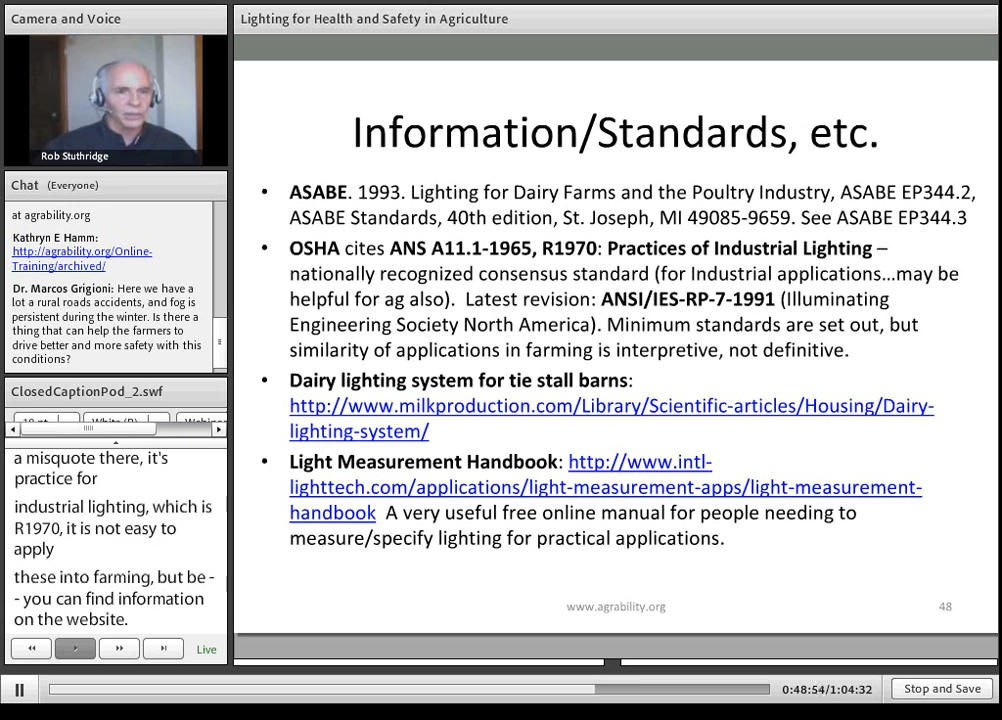 Camera and Voice
Rob Stuthridge
Chat (Everyone)
at agrability.org
Kathryn E Hamm:
http://agrability.org/Online-
Training/archived/
Dr. Marcos Grigioni: Here we have a
lot a rural roads accidents, and fog is
persistent during the winter. Is there a
thing that can help the farmers to
drive better and more safety with this
conditions?
ClosedCaptionPod_2.swf
a misquote there, it's
practice for
industrial lighting, which is
R1970, it is not easy to
apply
these into farming, but be -
- you can find information
on the website.
Live
Lighting for Health and Safety in Agriculture
Information/Standards, etc.
• ASABE. 1993. Lighting for Dairy Farms and the Poultry Industry, ASABE EP344.2,
ASABE Standards, 40th edition, St. Joseph, MI 49085-9659. See ASABE EP344.3
• OSHA cites ANS A11.1-1965, R1970: Practices of Industrial Lighting –
nationally recognized consensus standard (for Industrial applications…may be
helpful for ag also). Latest revision: ANSI/IES-RP-7-1991 (Illuminating
Engineering Society North America). Minimum standards are set out, but
similarity of applications in farming is interpretive, not definitive.
• Dairy lighting system for tie stall barns:
http://www.milkproduction.com/Library/Scientific-articles/Housing/Dairy-
lighting-system/
• Light Measurement Handbook: http://www.intl-
lighttech.com/applications/light-measurement-apps/light-measurement-
handbook A very useful free online manual for people needing to
measure/specify lighting for practical applications.
www.agrability.org 48
0:48:54/1:04:32 Stop and Save